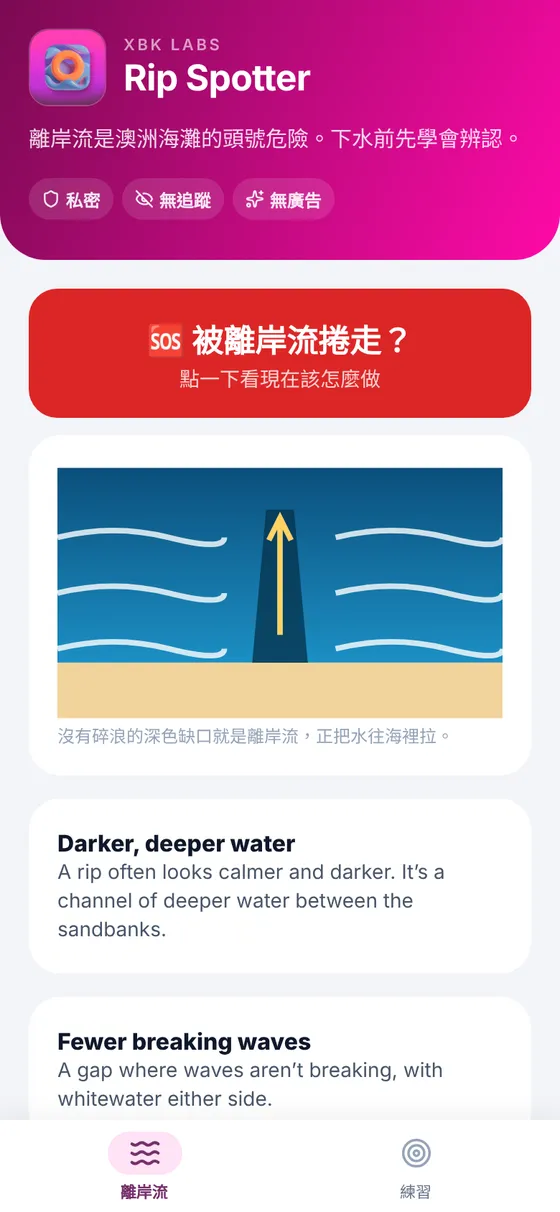 XBK LABS
Rip Spotter
離岸流是澳洲海灘的頭號危險。下水前先學會辨認。
私密
無追蹤
無廣告
🆘 被離岸流捲走？
點一下看現在該怎麼做
沒有碎浪的深色缺口就是離岸流，正把水往海裡拉。
Darker, deeper water
A rip often looks calmer and darker. It’s a
channel of deeper water between the
sandbanks.
Fewer breaking waves
A gap where waves aren’t breaking, with
whitewater either side.
離岸流
練習